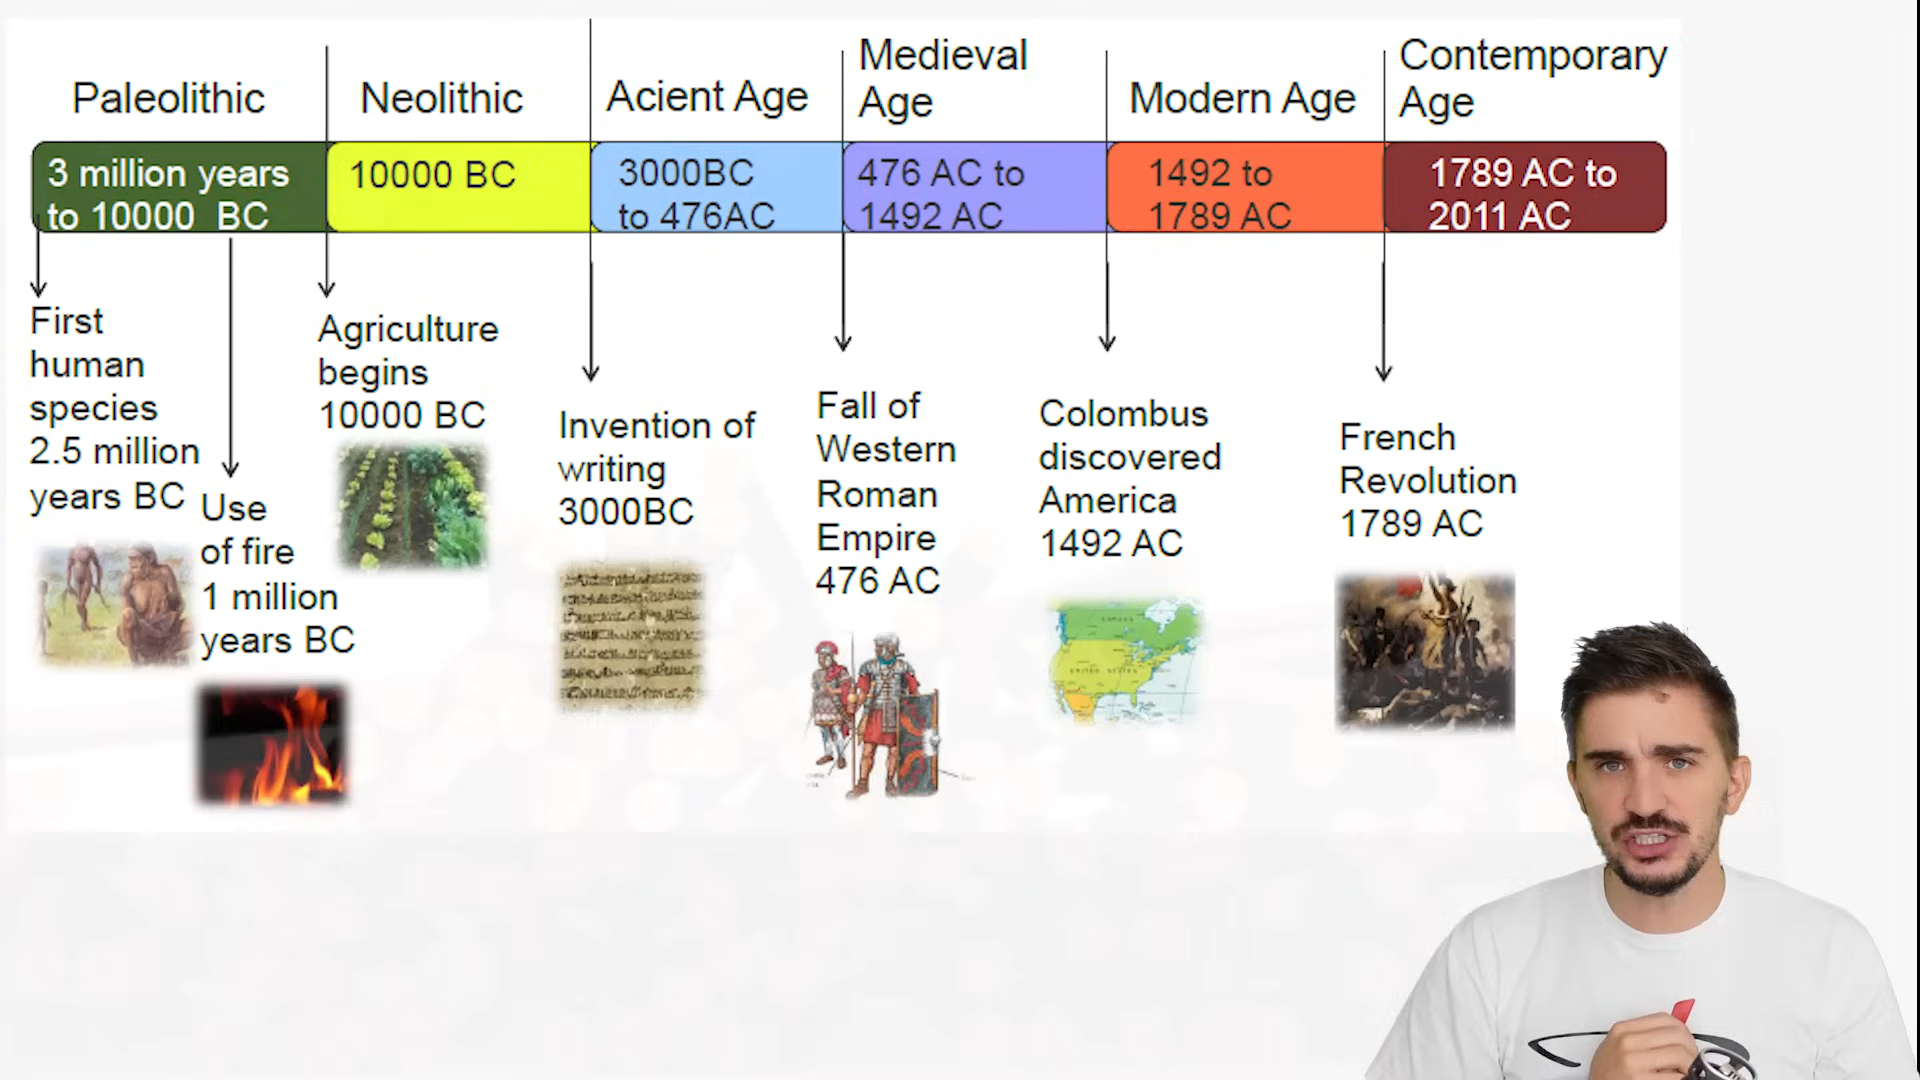 Paleolithic
Neolithic
Acient Age
Medieval
Age
Modern Age
Contemporary
Age
3 million years
to 10000 BC
10000 BC
3000BC
to 476AC
476 AC to
1492 AC
1492 to
1789 AC
1789 AC to
2011 AC
First
human
species
2.5 million
years BC
Use
of fire
1 million
years BC
Agriculture
begins
10000 BC
Invention of
writing
3000BC
Fall of
Western
Roman
Empire
476 AC
Colombus
discovered
America
1492 AC
French
Revolution
1789 AC
CANADA
UNITED STATES